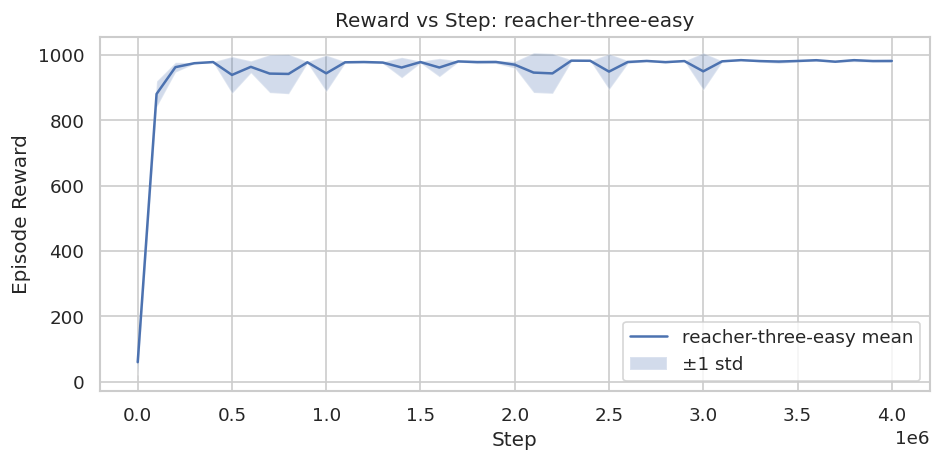 Reward vs Step: reacher-three-easy
Episode Reward
1000
800
600
400
200
0
reacher-three-easy mean
±1 std
0.0 0.5 1.0 1.5 2.0 2.5 3.0 3.5 4.0
1e6
Step